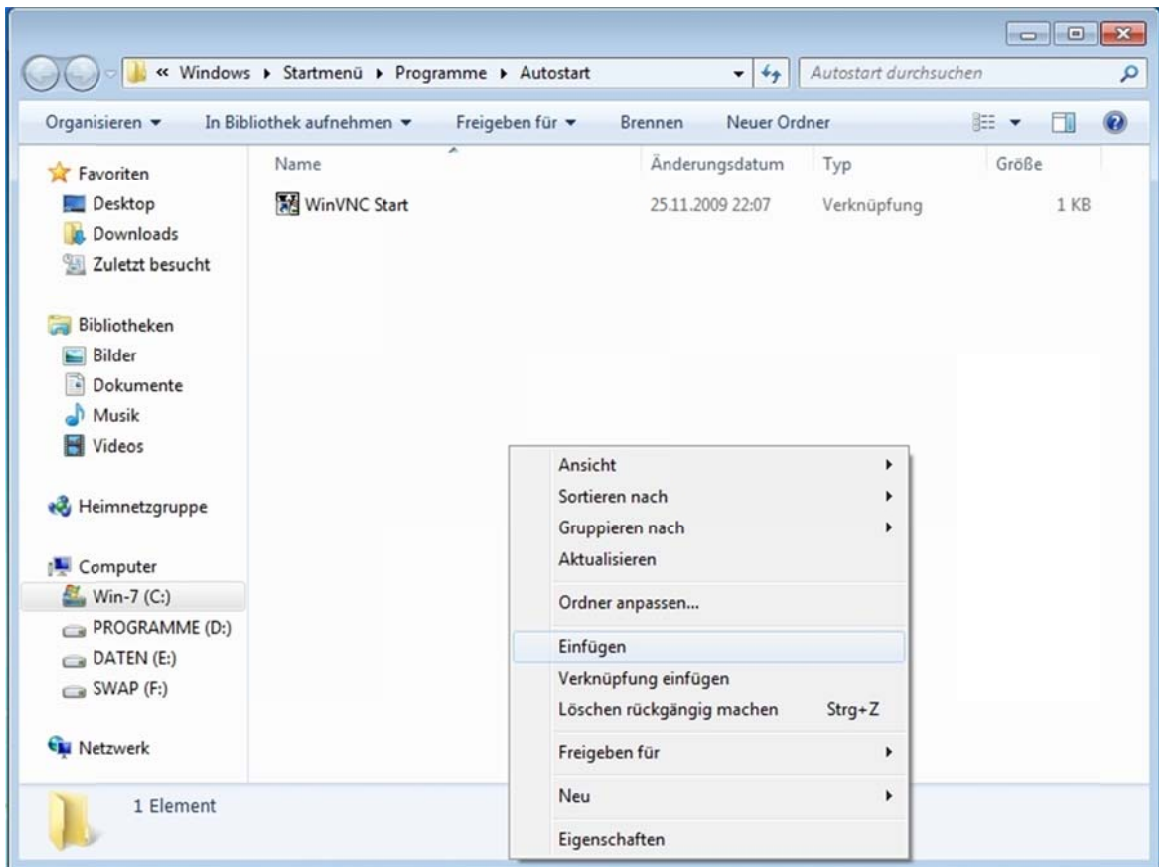 « Windows ▸ Startmenü ▸ Programme ▸ Autostart
Autostart durchsuchen
Organisieren In Bibliothek aufnehmen Freigeben für Brennen Neuer Ordner
Name Änderungsdatum Typ Größe
WinVNC Start 25.11.2009 22:07 Verknüpfung 1 KB
Favoriten
Desktop
Downloads
Zuletzt besucht
Bibliotheken
Bilder
Dokumente
Musik
Videos
Heimnetzgruppe
Computer
Win-7 (C:)
PROGRAMME (D:)
DATEN (E:)
SWAP (F:)
Netzwerk
Ansicht
Sortieren nach
Gruppieren nach
Aktualisieren
Ordner anpassen...
Einfügen
Verknüpfung einfügen
Löschen rückgängig machen Strg+Z
Freigeben für
Neu
Eigenschaften
1 Element